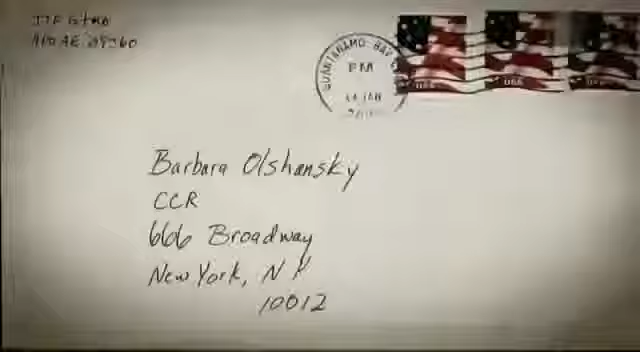 JTF GTMO
APO AE 09360
GUANTANAMO BAY
PM
14 JAN
USA
USA
Barbara Olshansky
CCR
666 Broadway
New York, NY
10012